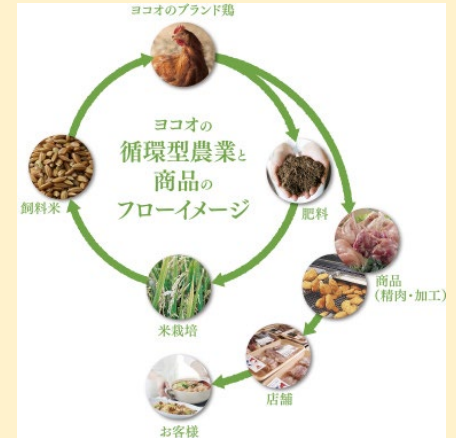 ヨコオのブランド鶏
ヨコオの
循環型農業と
商品の
フローイメージ
飼料米
肥料
商品
（精肉・加工）
米栽培
店舗
お客様